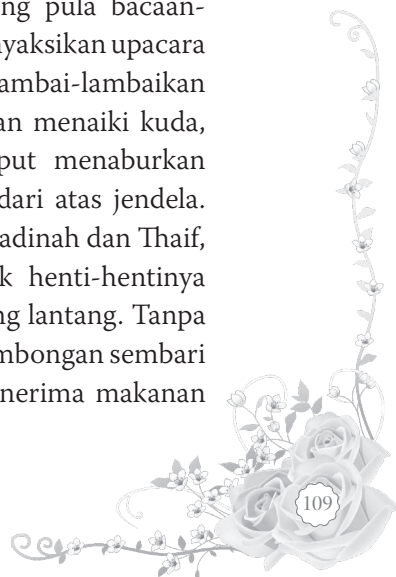 ng pula bacaan-
yaksikan upacara
ambai-lambaikan
an menaiki kuda,
put menaburkan
dari atas jendela.
adinah dan Thaif,
k henti-hentinya
ng lantang. Tanpa
mbongan sembari
nerima makanan
109